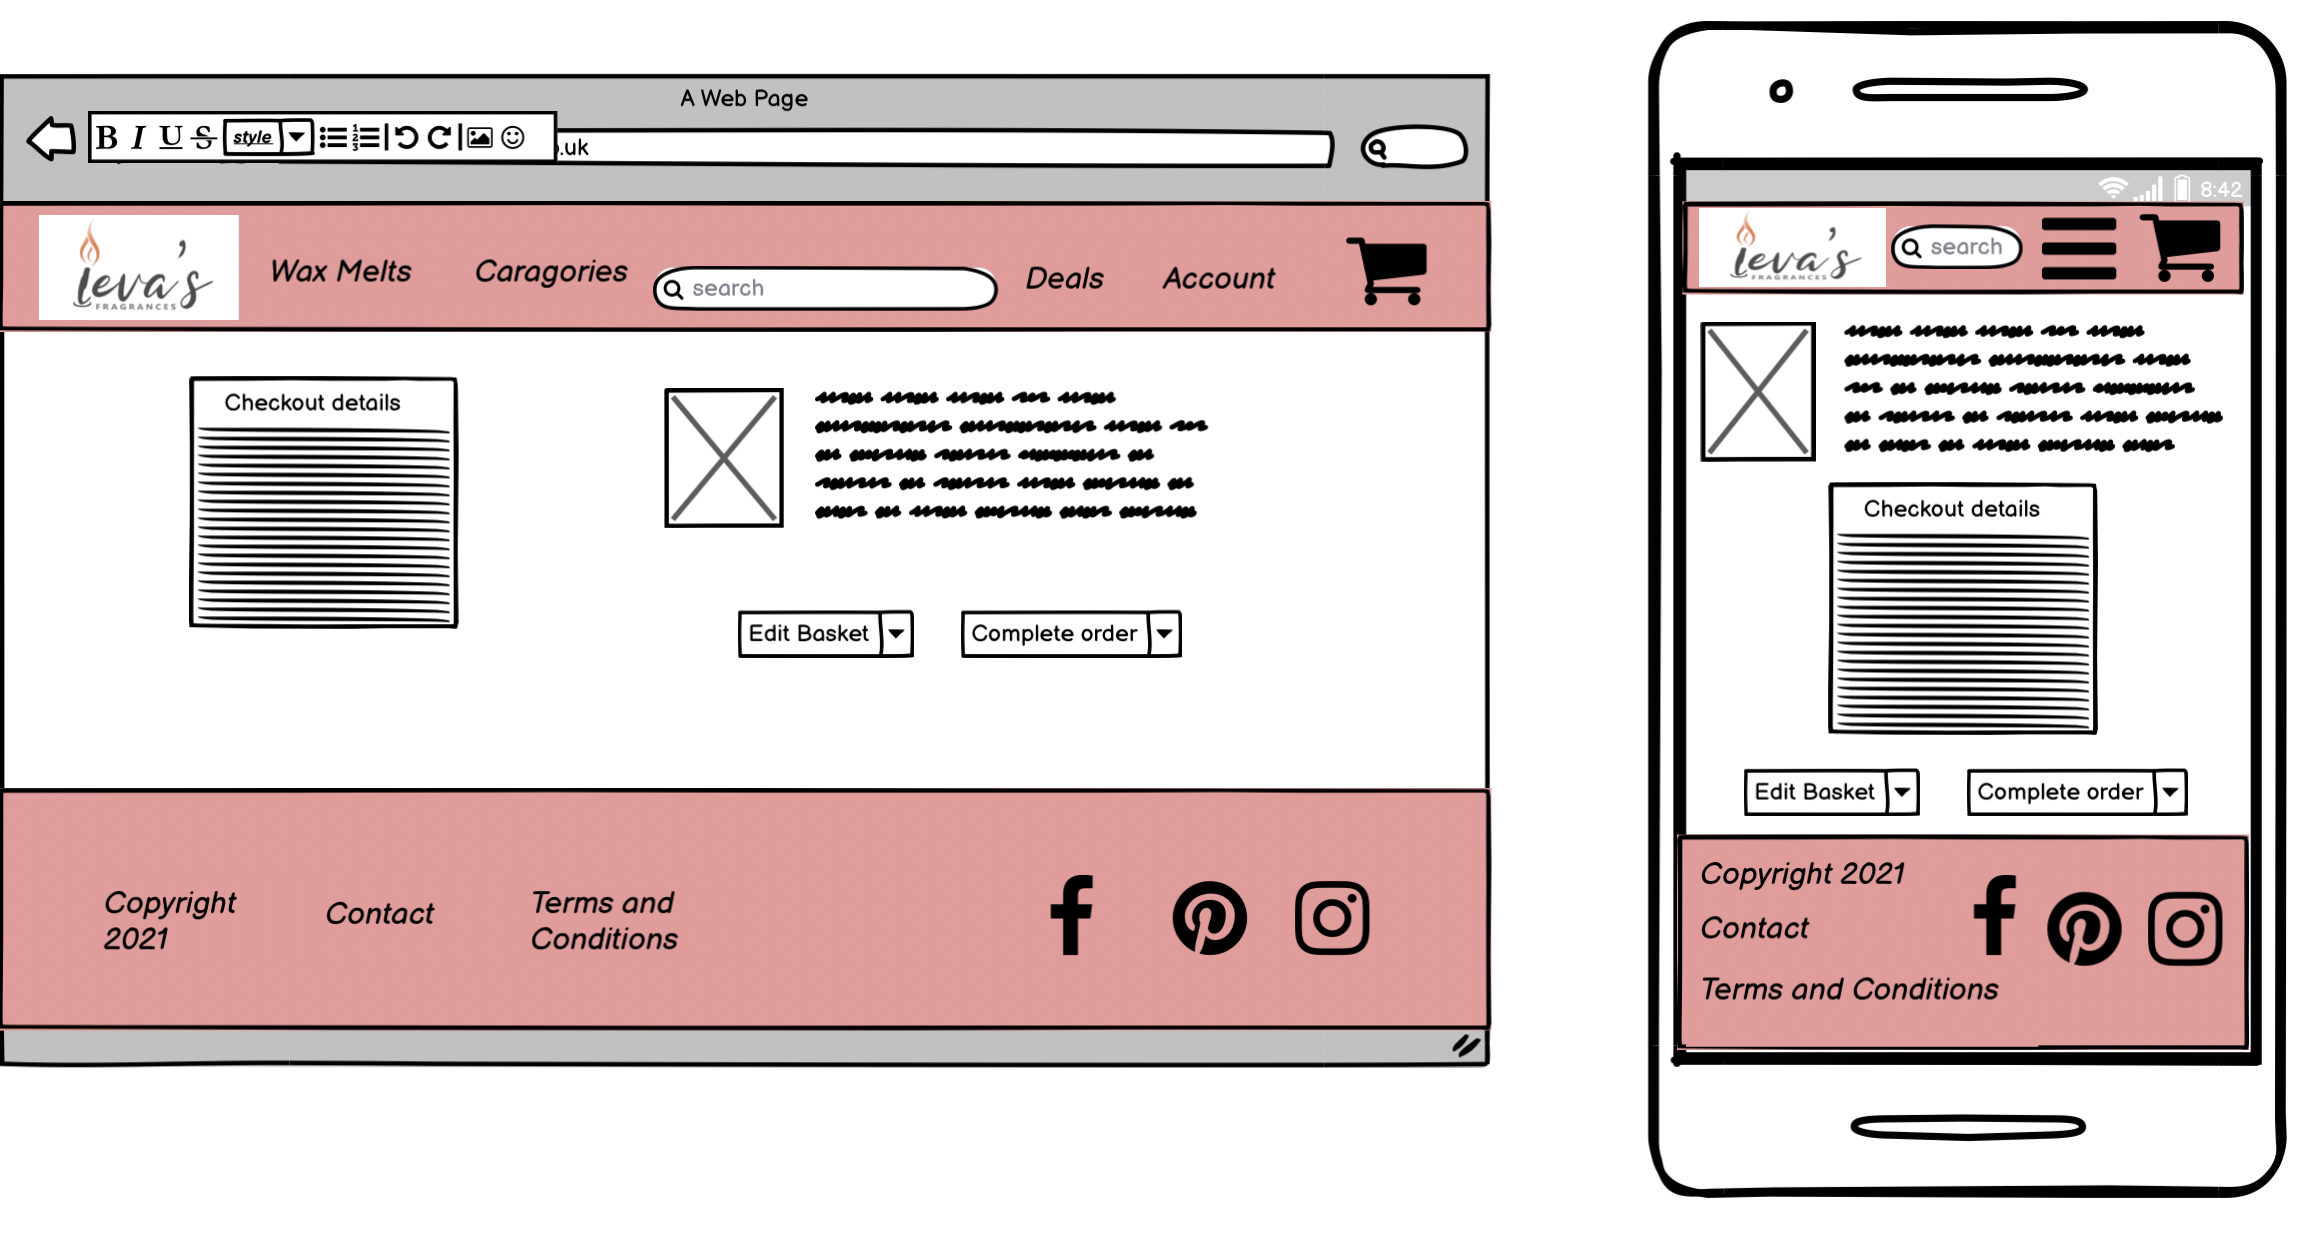 A Web Page
B I U S style
.uk
leva's
FRAGRANCES
Wax Melts
Caragories
search
Deals
Account
Checkout details
Edit Basket
Complete order
Copyright
2021
Contact
Terms and
Conditions
8:42
leva's
FRAGRANCES
search
Checkout details
Edit Basket
Complete order
Copyright 2021
Contact
Terms and Conditions